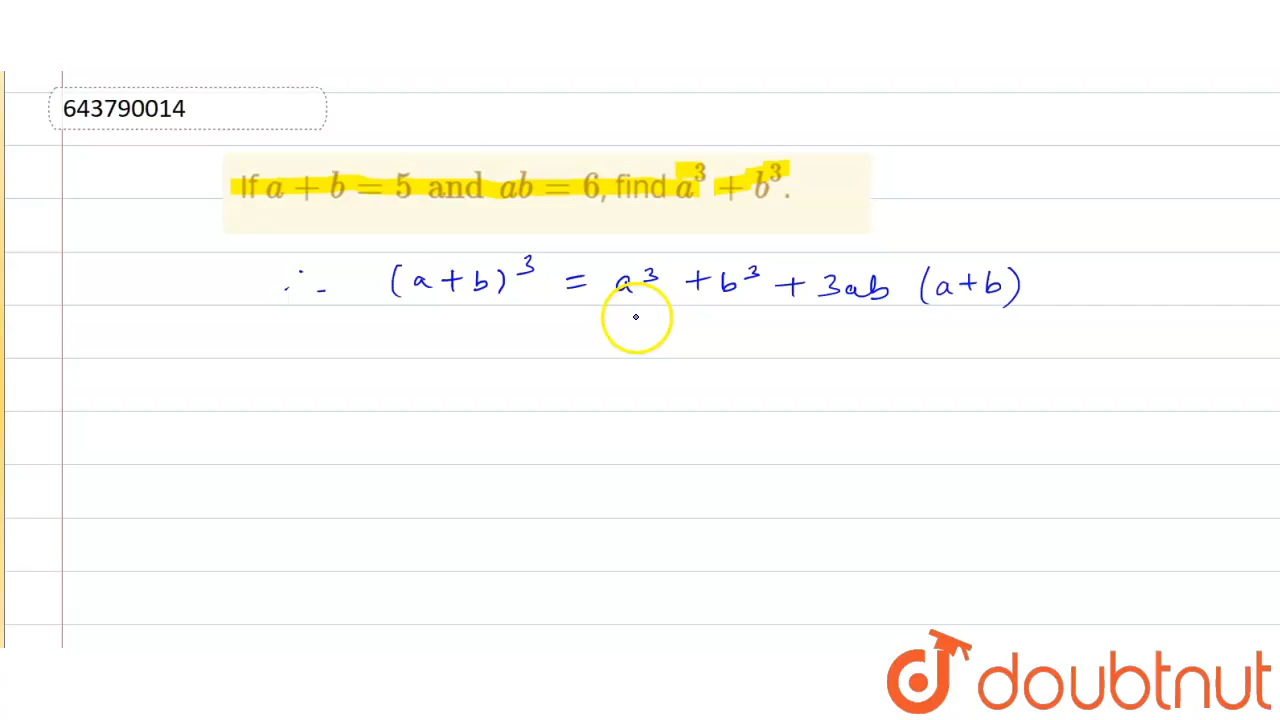 643790014
If a + b = 5 and ab = 6, find a³ + b³.
∴ (a+b)³ = a³ + b³ + 3ab (a+b)
doubtnut